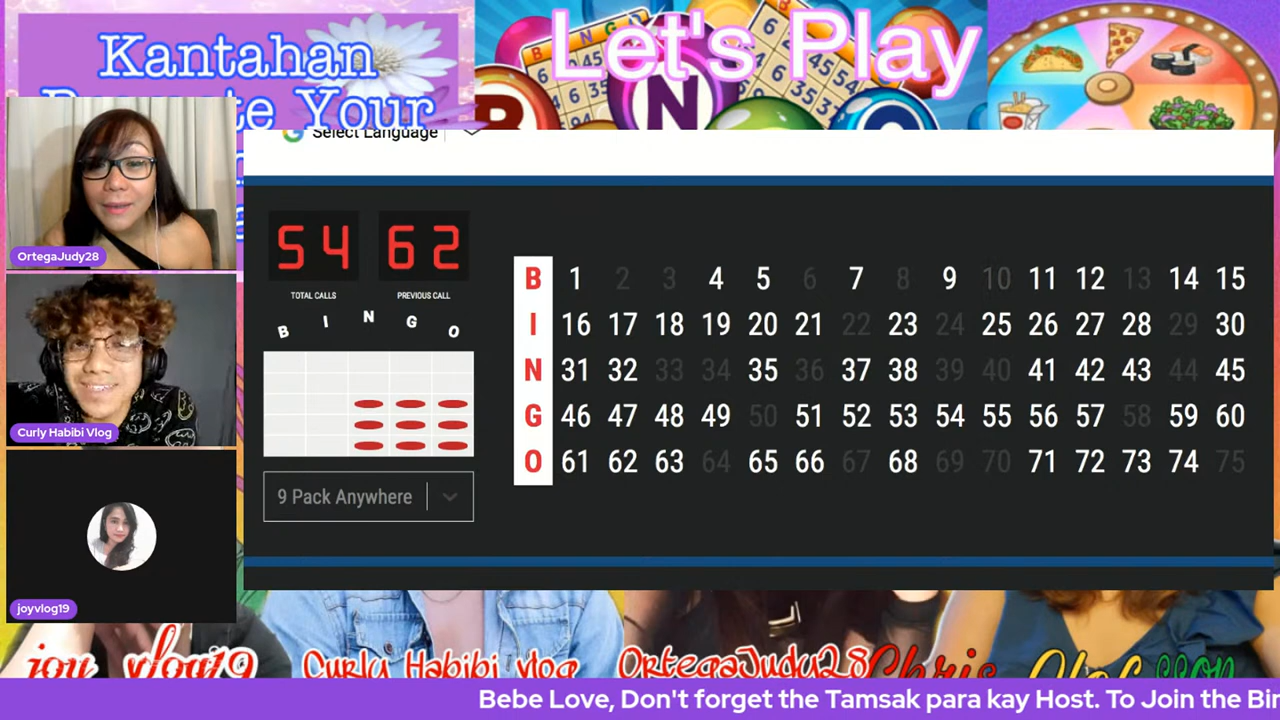 Kantahan
Let's Play
Promote Your
Select Language
OrtegaJudy28
Curly Habibi Vlog
joyvlog19
54 62
TOTAL CALLS PREVIOUS CALL
B I N G O
9 Pack Anywhere
B 1 2 3 4 5 6 7 8 9 10 11 12 13 14 15
I 16 17 18 19 20 21 22 23 24 25 26 27 28 29 30
N 31 32 33 34 35 36 37 38 39 40 41 42 43 44 45
G 46 47 48 49 50 51 52 53 54 55 56 57 58 59 60
O 61 62 63 64 65 66 67 68 69 70 71 72 73 74 75
joy vlog19 Curly Habibi vlog OrtegaJudy28 Chris
Bebe Love, Don't forget the Tamsak para kay Host. To Join the Bin